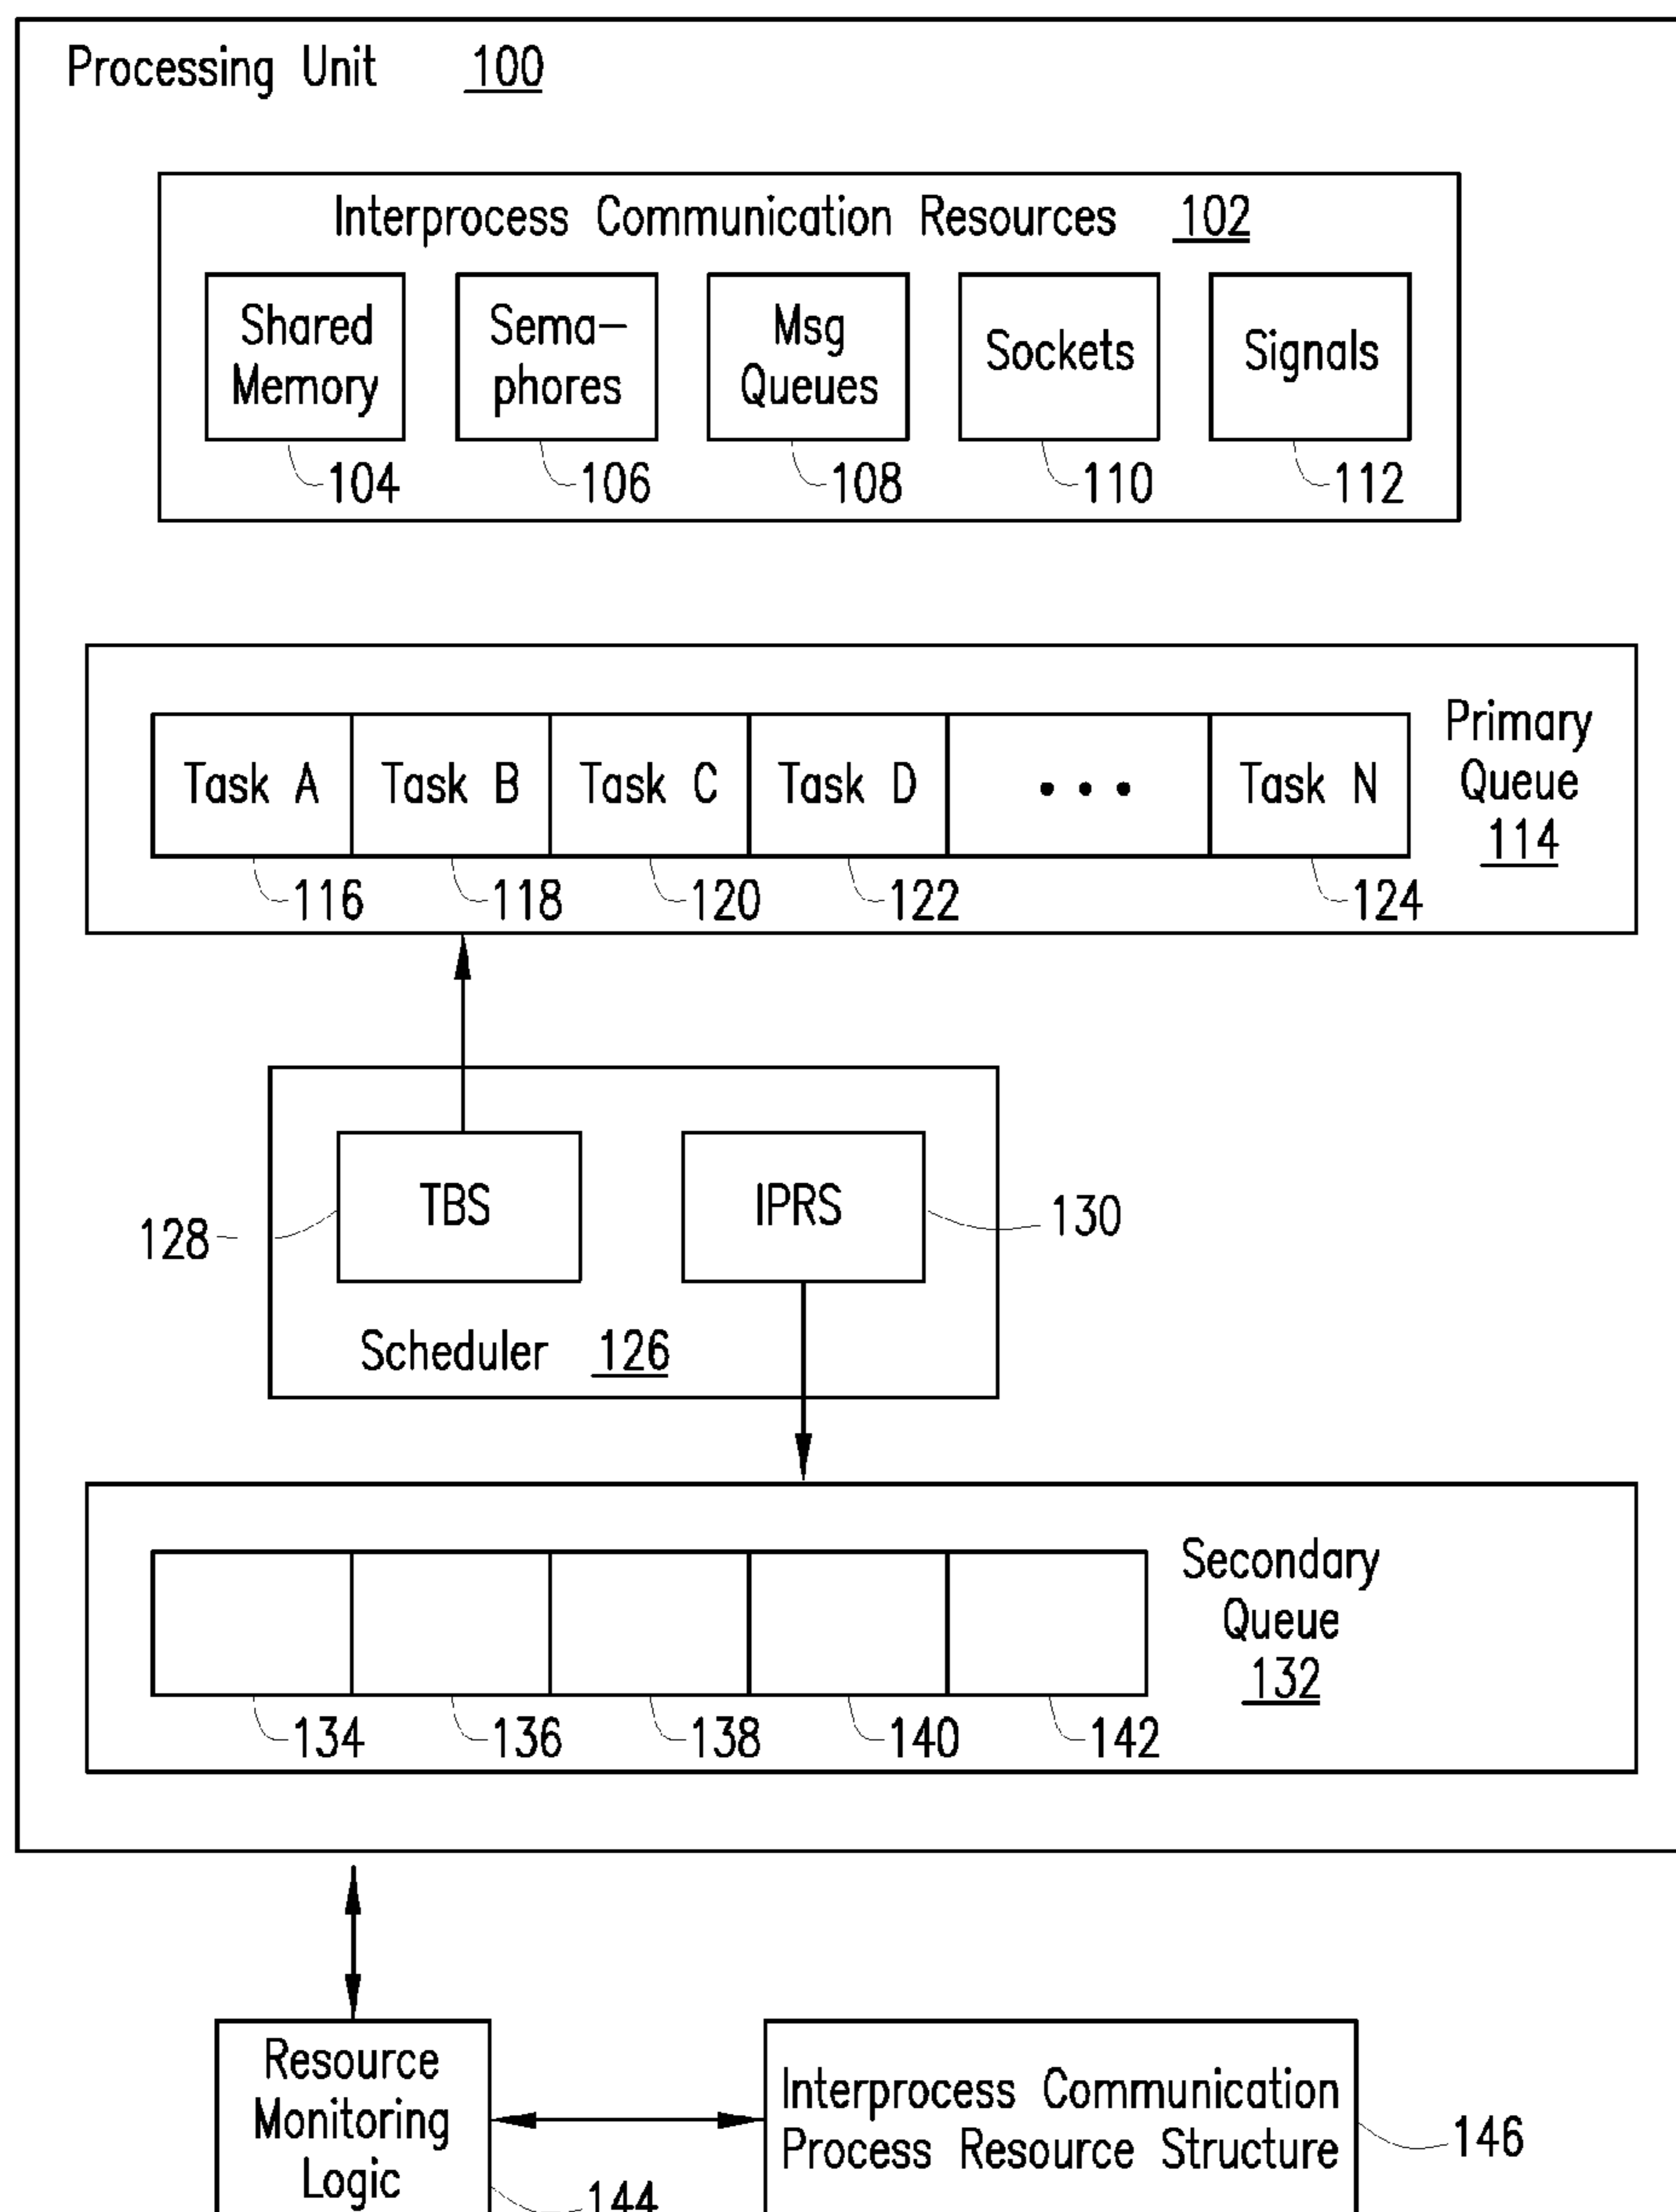 Processing Unit 100
Interprocess Communication Resources 102
Shared
Memory
Sema-
phores
Msg
Queues
Sockets
Signals
104 106 108 110 112
Task A Task B Task C Task D ••• Task N
Primary
Queue
114
116 118 120 122 124
TBS
IPRS
128
130
Scheduler 126
Secondary
Queue
132
134 136 138 140 142
Resource
Monitoring
Logic
144
Interprocess Communication
Process Resource Structure
146